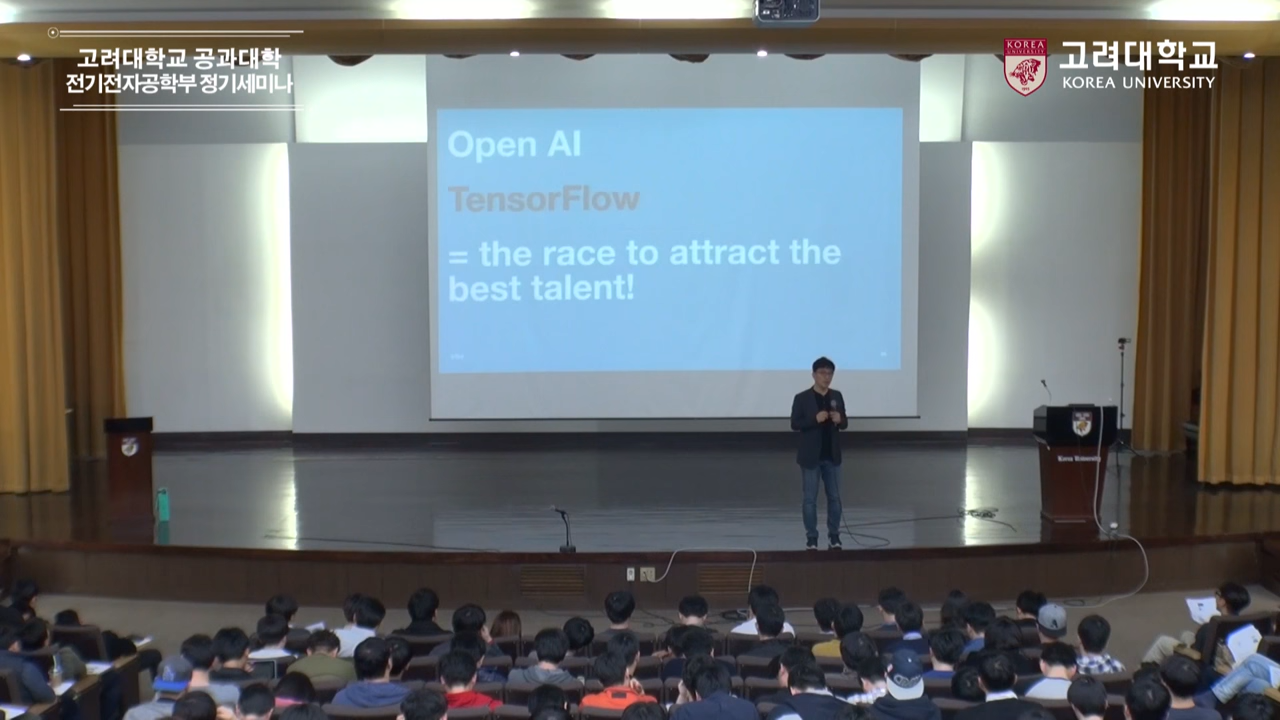 고려대학교 공과대학
전기전자공학부 정기세미나
KOREA
UNIVERSITY
고려대학교
KOREA UNIVERSITY
Open AI
TensorFlow
= the race to attract the
best talent!
Korea University